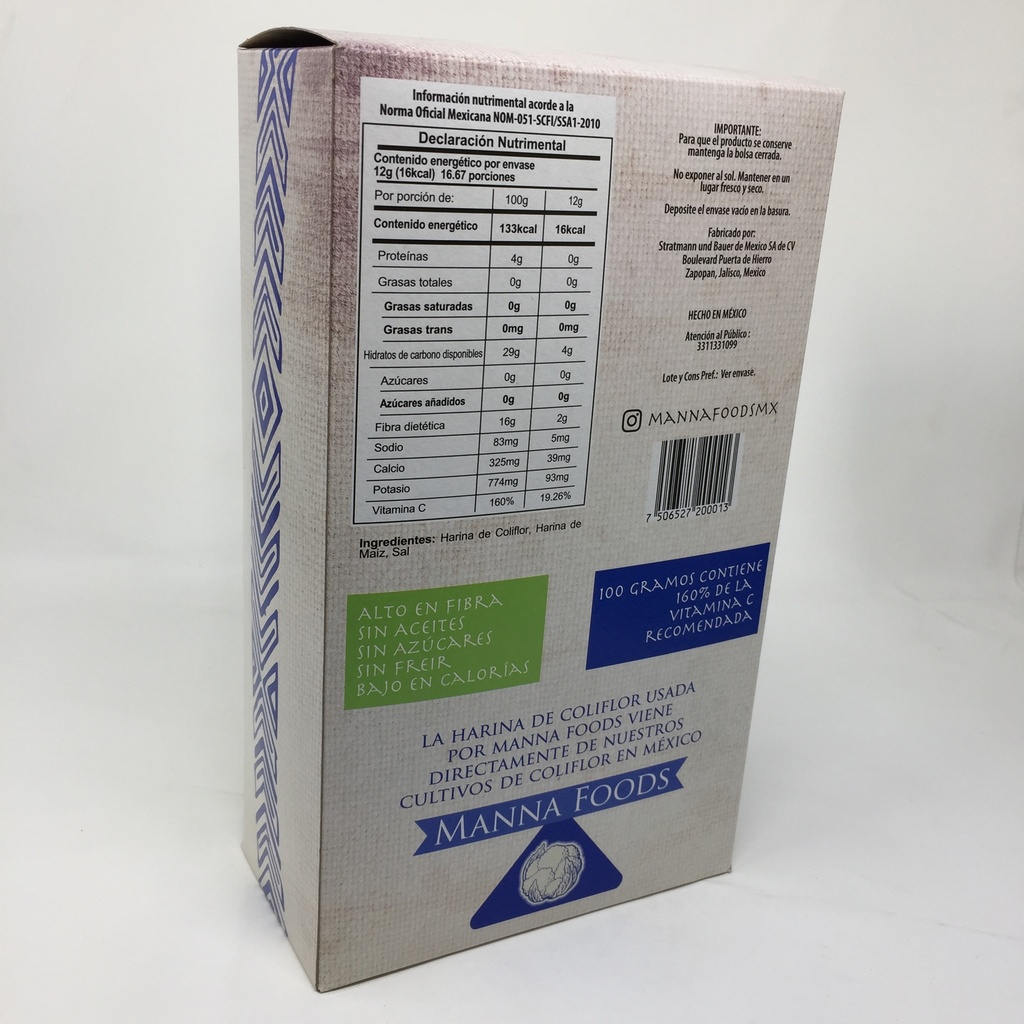 Información nutrimental acorde a la
Norma Oficial Mexicana NOM-051-SCFI/SSA1-2010
Declaración Nutrimental
Contenido energético por envase
12g (16kcal) 16.67 porciones
Por porción de: 100g 12g
Contenido energético 133kcal 16kcal
Proteínas 4g 0g
Grasas totales 0g 0g
Grasas saturadas 0g 0g
Grasas trans 0mg 0mg
Hidratos de carbono disponibles 29g 4g
Azúcares 0g 0g
Azúcares añadidos 0g 0g
Fibra dietética 16g 2g
Sodio 83mg 5mg
Calcio 325mg 39mg
Potasio 774mg 93mg
Vitamina C 160% 19.26%
Ingredientes: Harina de Coliflor, Harina de
Maiz, Sal
IMPORTANTE:
Para que el producto se conserve
mantenga la bolsa cerrada.
No exponer al sol. Mantener en un
lugar fresco y seco.
Deposite el envase vacío en la basura.
Fabricado por:
Stratmann und Bauer de Mexico SA de CV
Boulevard Puerta de Hierro
Zapopan, Jalisco, Mexico
HECHO EN MÉXICO
Atención al Público :
3311331099
Lote y Cons Pref.: Ver envase.
MANNAFOODSMX
7 506527 200013
ALTO EN FIBRA
SIN ACEITES
SIN AZÚCARES
SIN FREIR
BAJO EN CALORÍAS
100 GRAMOS CONTIENE
160% DE LA
VITAMINA C
RECOMENDADA
LA HARINA DE COLIFLOR USADA
POR MANNA FOODS VIENE
DIRECTAMENTE DE NUESTROS
CULTIVOS DE COLIFLOR EN MÉXICO
MANNA FOODS